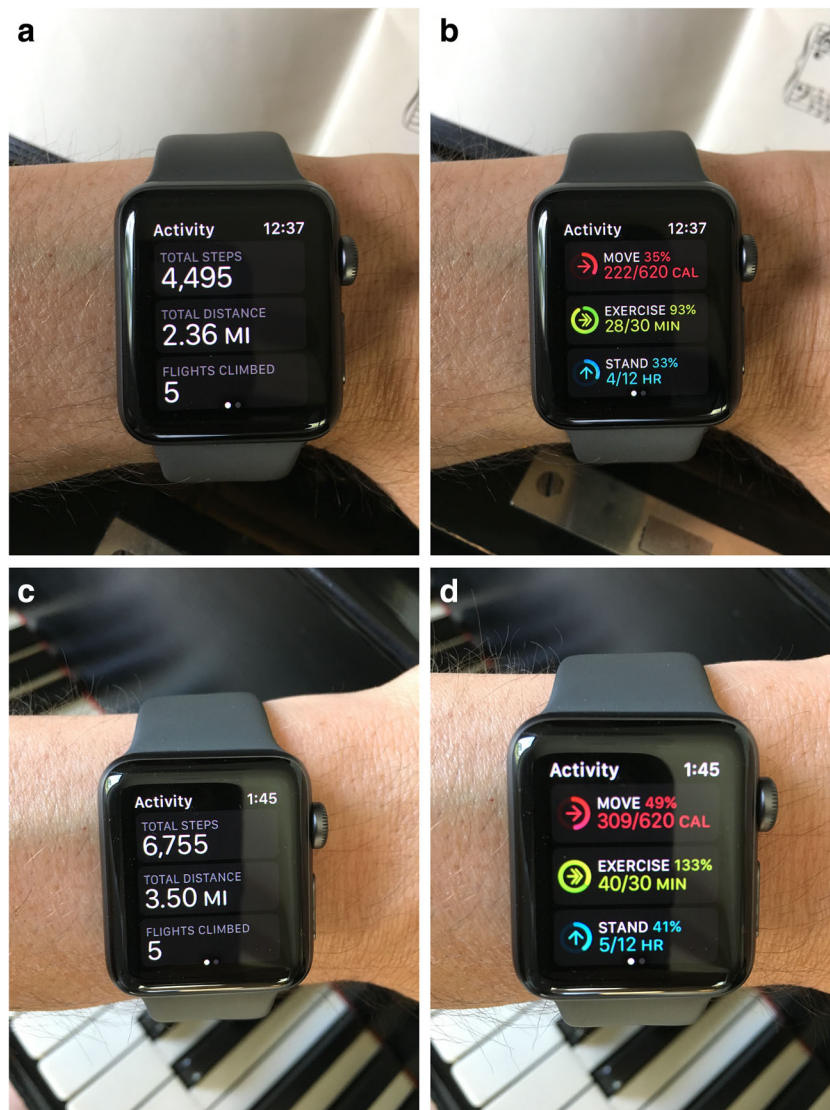 a
Activity 12:37
TOTAL STEPS
4,495
TOTAL DISTANCE
2.36 MI
FLIGHTS CLIMBED
5
b
Activity 12:37
MOVE 35%
222/620 CAL
EXERCISE 93%
28/30 MIN
STAND 33%
4/12 HR
c
Activity 1:45
TOTAL STEPS
6,755
TOTAL DISTANCE
3.50 MI
FLIGHTS CLIMBED
5
d
Activity 1:45
MOVE 49%
309/620 CAL
EXERCISE 133%
40/30 MIN
STAND 41%
5/12 HR